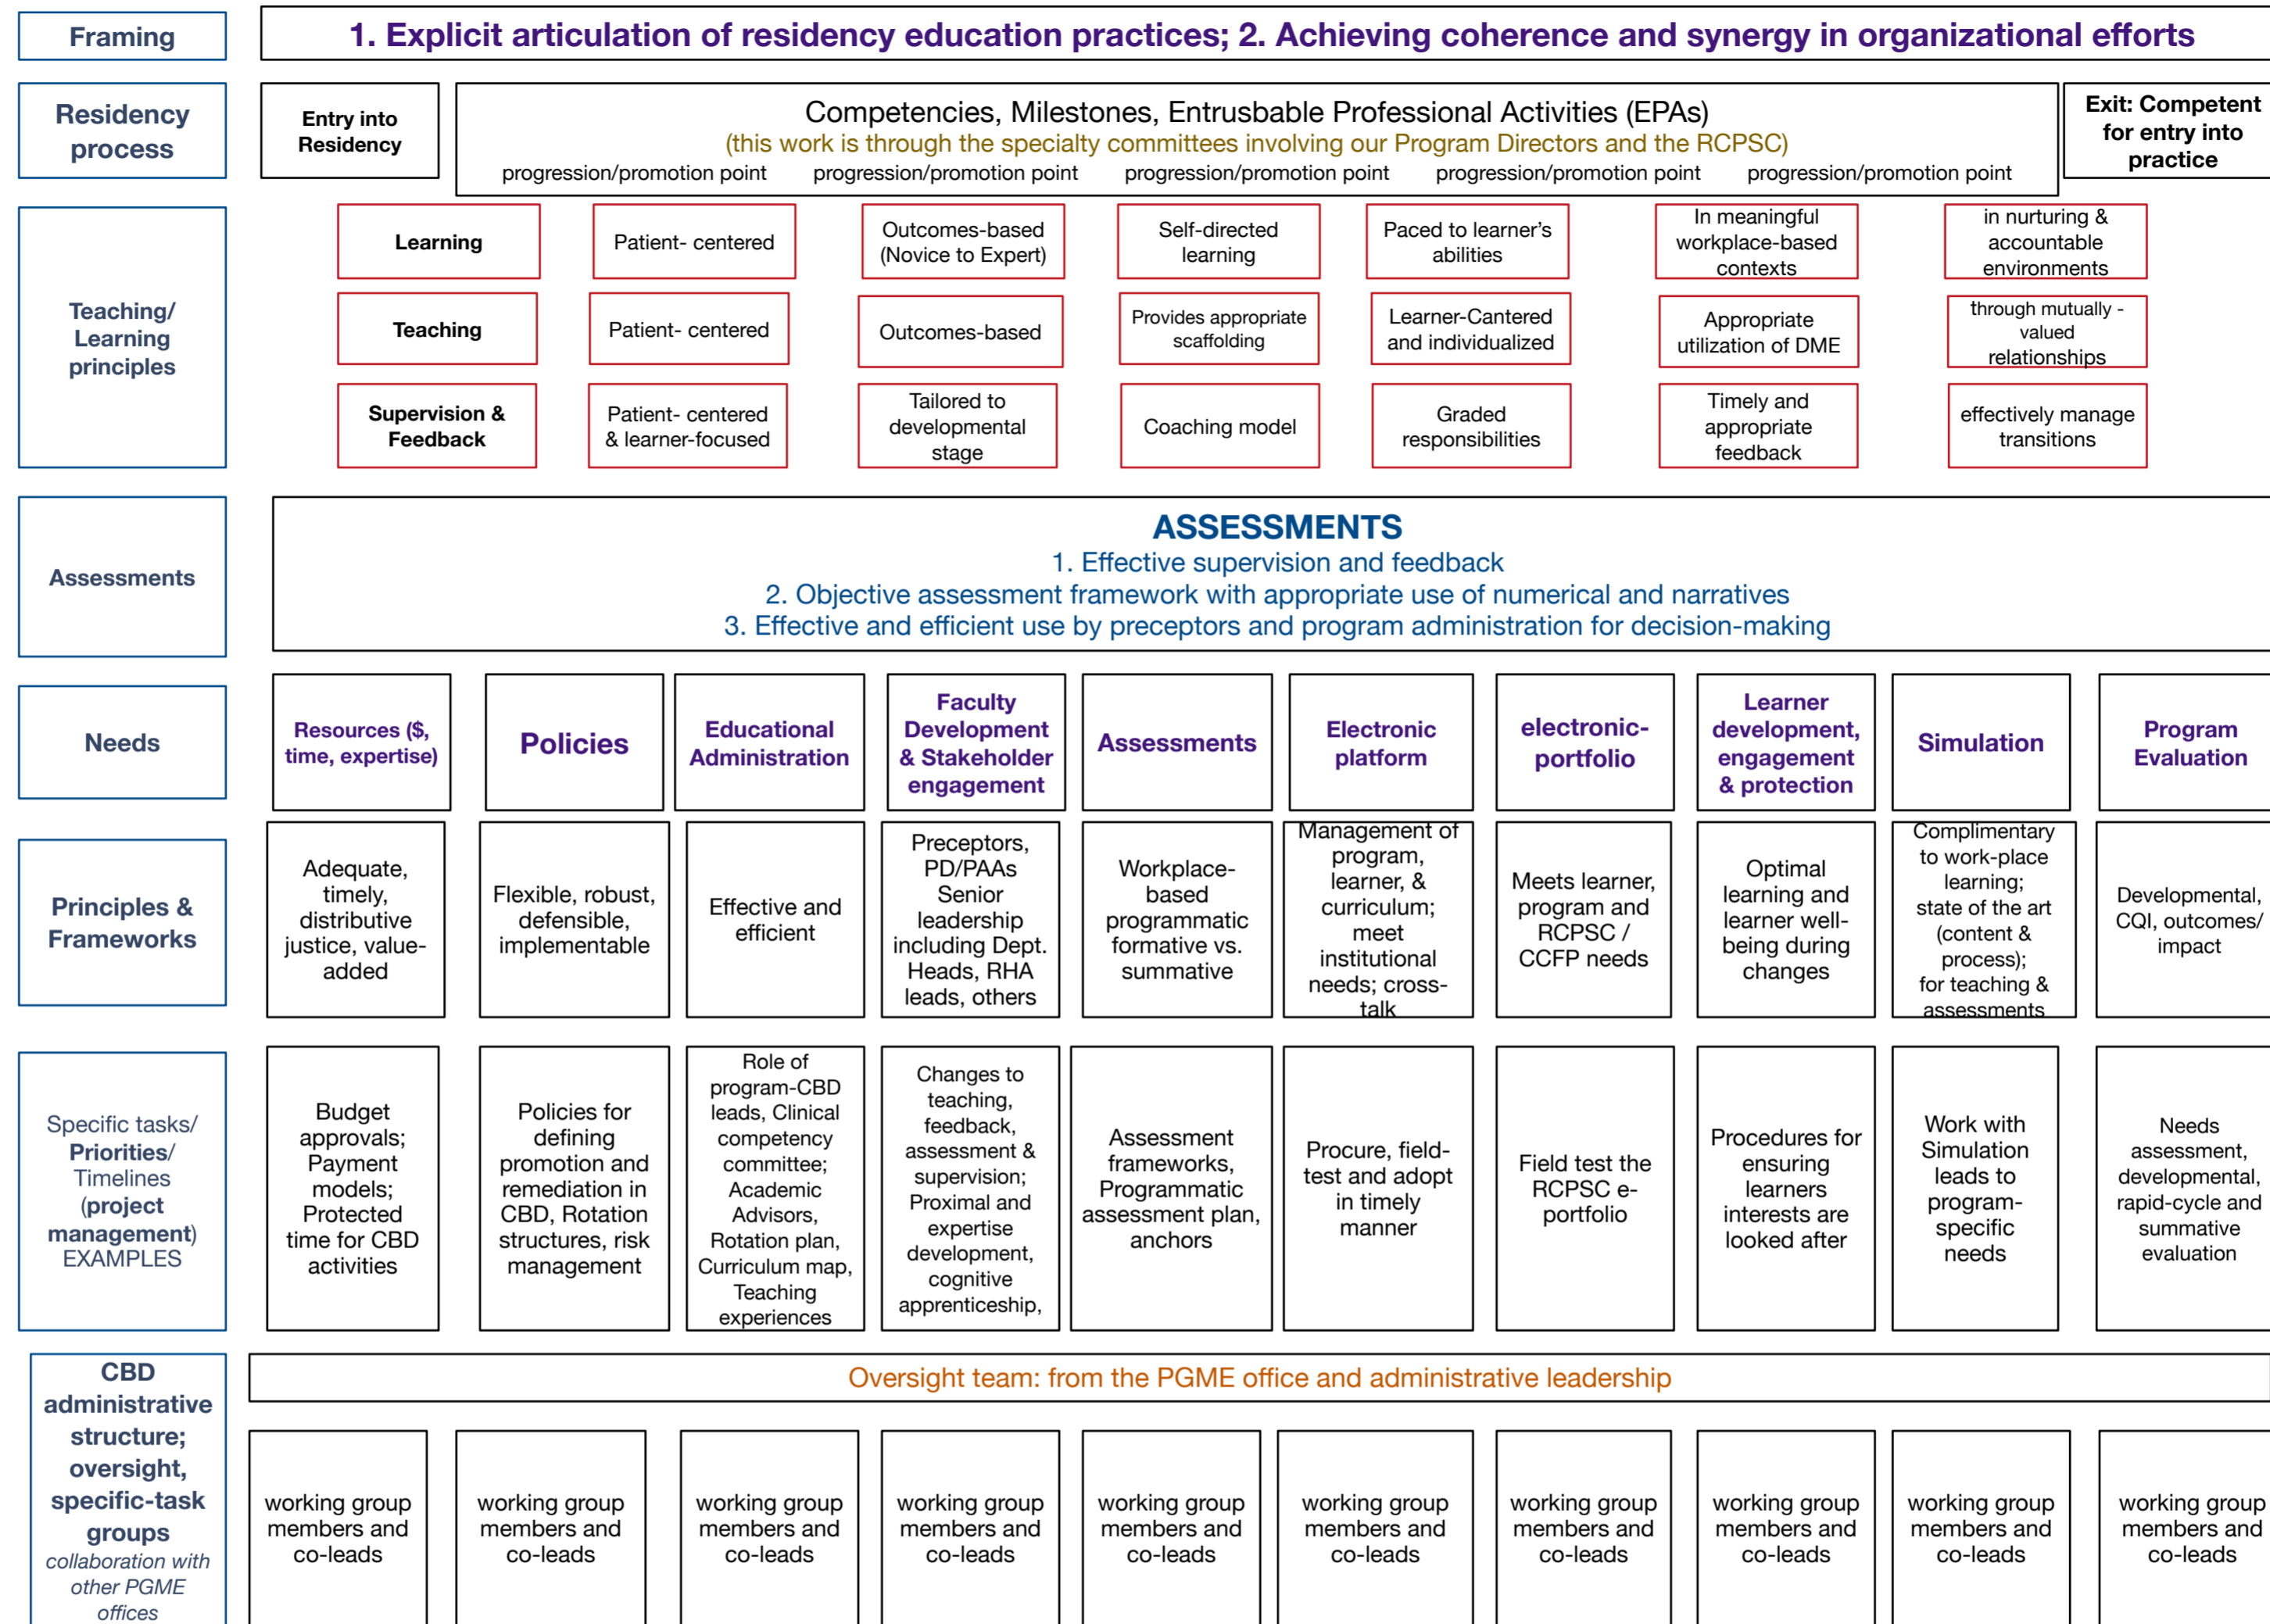 Framing
1. Explicit articulation of residency education practices; 2. Achieving coherence and synergy in organizational efforts
Residency
process
Entry into
Residency
Competencies, Milestones, Entrusbable Professional Activities (EPAs)
(this work is through the specialty committees involving our Program Directors and the RCPSC)
progression/promotion point progression/promotion point progression/promotion point progression/promotion point progression/promotion point
Exit: Competent
for entry into
practice
Teaching/
Learning
principles
Learning
Patient- centered
Outcomes-based
(Novice to Expert)
Self-directed
learning
Paced to learner's
abilities
In meaningful
workplace-based
contexts
in nurturing &
accountable
environments
Teaching
Patient- centered
Outcomes-based
Provides appropriate
scaffolding
Learner-Cantered
and individualized
Appropriate
utilization of DME
through mutually -
valued
relationships
Supervision &
Feedback
Patient- centered
& learner-focused
Tailored to
developmental
stage
Coaching model
Graded
responsibilities
Timely and
appropriate
feedback
effectively manage
transitions
Assessments
ASSESSMENTS
1. Effective supervision and feedback
2. Objective assessment framework with appropriate use of numerical and narratives
3. Effective and efficient use by preceptors and program administration for decision-making
Needs
Resources ($,
time, expertise)
Policies
Educational
Administration
Faculty
Development
& Stakeholder
engagement
Assessments
Electronic
platform
electronic-
portfolio
Learner
development,
engagement
& protection
Simulation
Program
Evaluation
Principles &
Frameworks
Adequate,
timely,
distributive
justice, value-
added
Flexible, robust,
defensible,
implementable
Effective and
efficient
Preceptors,
PD/PAAs
Senior
leadership
including Dept.
Heads, RHA
leads, others
Workplace-
based
programmatic
formative vs.
summative
Management of
program,
learner, &
curriculum;
meet
institutional
needs; cross-
talk
Meets learner,
program and
RCPSC /
CCFP needs
Optimal
learning and
learner well-
being during
changes
Complimentary
to work-place
learning;
state of the art
(content &
process);
for teaching &
assessments
Developmental,
CQI, outcomes/
impact
Specific tasks/
Priorities/
Timelines
(project
management)
EXAMPLES
Budget
approvals;
Payment
models;
Protected
time for CBD
activities
Policies for
defining
promotion and
remediation in
CBD, Rotation
structures, risk
management
Role of
program-CBD
leads, Clinical
competency
committee;
Academic
Advisors,
Rotation plan,
Curriculum map,
Teaching
experiences
Changes to
teaching,
feedback,
assessment &
supervision;
Proximal and
expertise
development,
cognitive
apprenticeship,
Assessment
frameworks,
Programmatic
assessment plan,
anchors
Procure, field-
test and adopt
in timely
manner
Field test the
RCPSC e-
portfolio
Procedures for
ensuring
learners
interests are
looked after
Work with
Simulation
leads to
program-
specific
needs
Needs
assessment,
developmental,
rapid-cycle and
summative
evaluation
CBD
administrative
structure;
oversight,
specific-task
groups
collaboration with
other PGME
offices
Oversight team: from the PGME office and administrative leadership
working group
members and
co-leads
working group
members and
co-leads
working group
members and
co-leads
working group
members and
co-leads
working group
members and
co-leads
working group
members and
co-leads
working group
members and
co-leads
working group
members and
co-leads
working group
members and
co-leads
working group
members and
co-leads